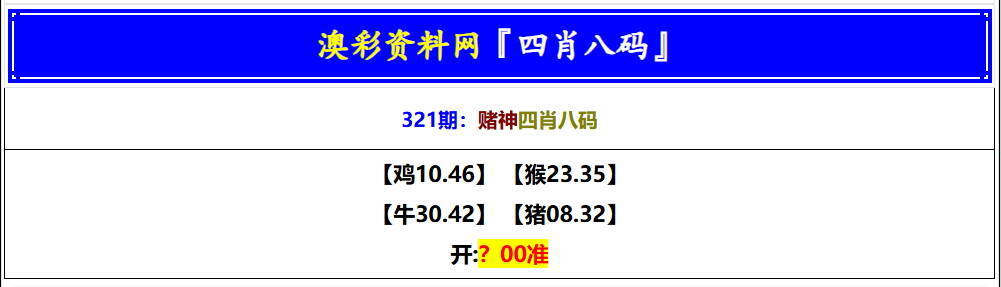 澳彩资料网『四肖八码』
321期：赌神四肖八码
【鸡10.46】 【猴23.35】
【牛30.42】 【猪08.32】
开:？00准